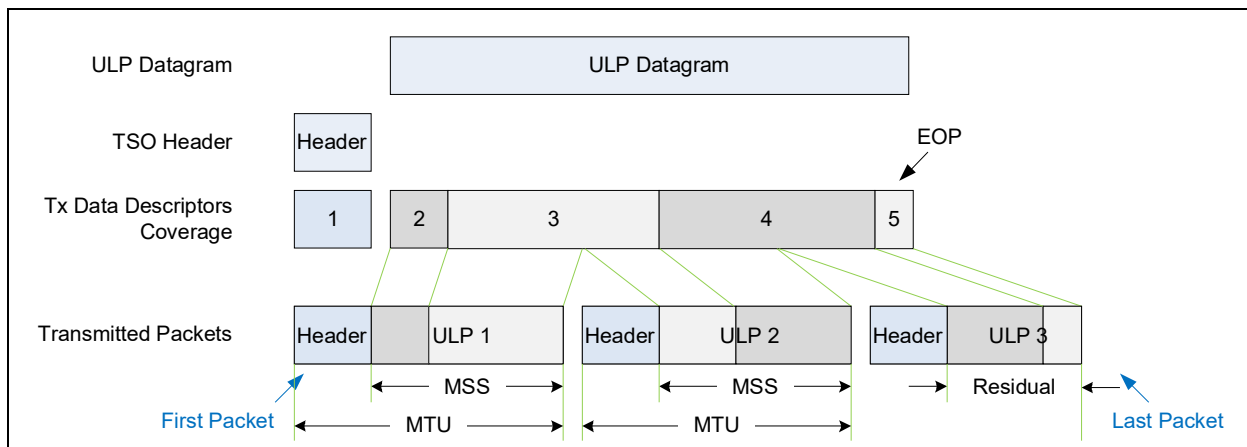 ULP Datagram
ULP Datagram
TSO Header
Header
EOP
Tx Data Descriptors
Coverage
1
2
3
4
5
Transmitted Packets
Header
ULP 1
Header
ULP 2
Header
ULP 3
First Packet
MSS
MSS
Residual
Last Packet
MTU
MTU